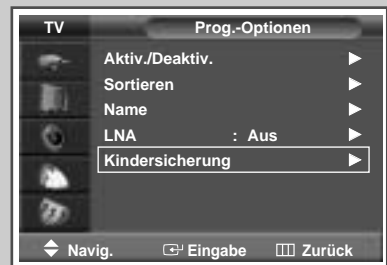 TV Prog.-Optionen
Aktiv./Deaktiv.
Sortieren
Name
LNA : Aus
Kindersicherung
Navig. Eingabe Zurück